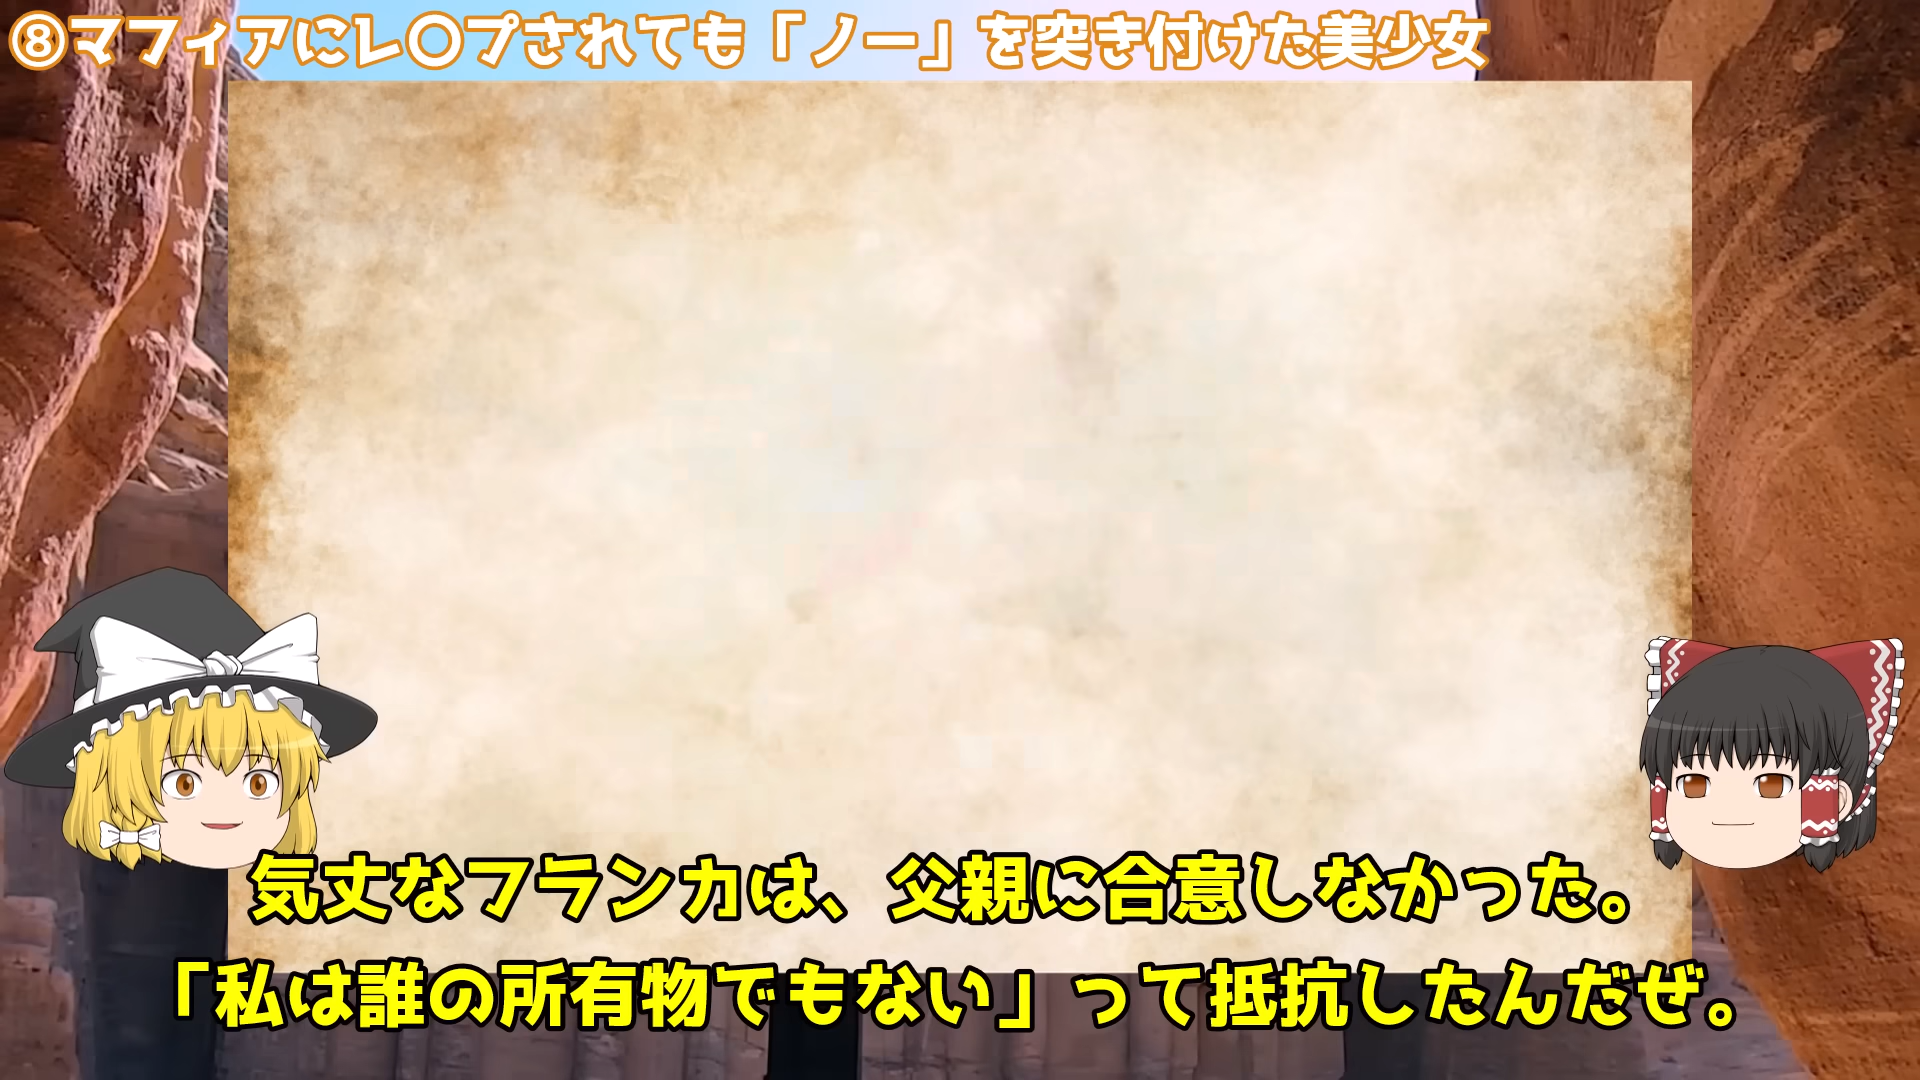 ⑧マフィアにレ〇プされても「ノー」を突き付けた美少女
気丈なフランカは、父親に合意しなかった。
「私は誰の所有物でもない」って抵抗したんだぜ。